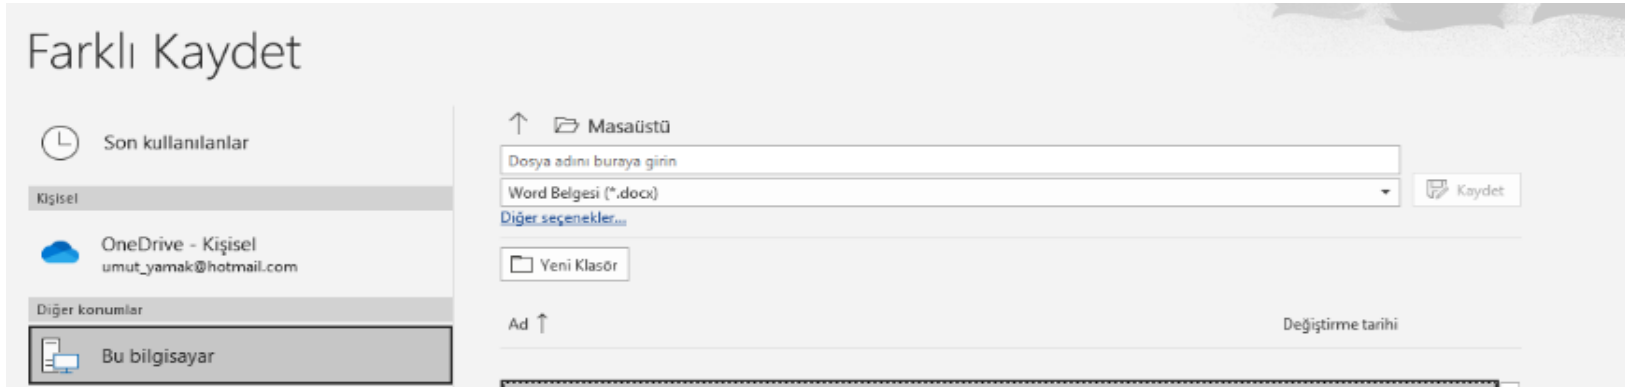 Farklı Kaydet
Son kullanılanlar
Kişisel
OneDrive - Kişisel
umut_yamak@hotmail.com
Diğer konumlar
Bu bilgisayar
Masaüstü
Dosya adını buraya girin
Word Belgesi (*.docx)
Kaydet
Diğer seçenekler...
Yeni Klasör
Ad
Değiştirme tarihi